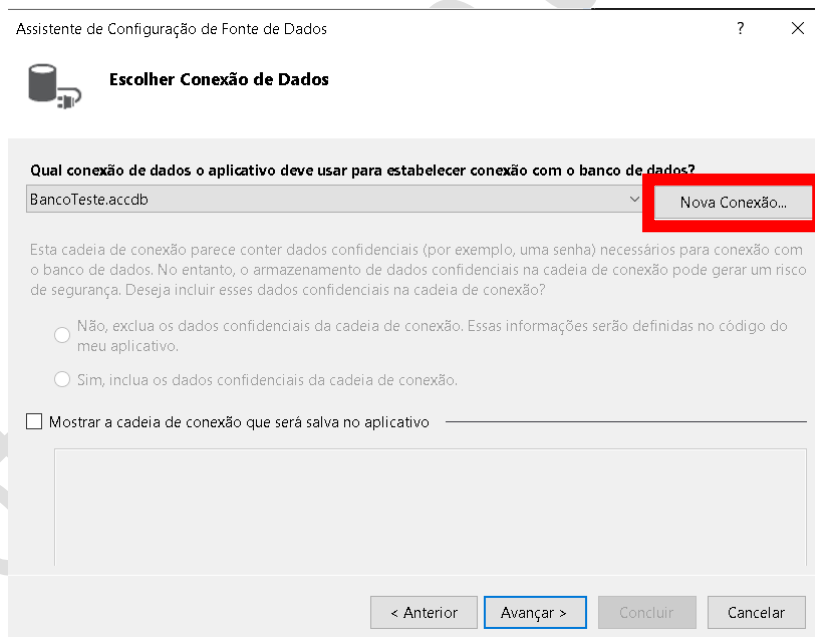 Assistente de Configuração de Fonte de Dados
?
Escolher Conexão de Dados
Qual conexão de dados o aplicativo deve usar para estabelecer conexão com o banco de dados?
BancoTeste.accdb
Nova Conexão...
Esta cadeia de conexão parece conter dados confidenciais (por exemplo, uma senha) necessários para conexão com
o banco de dados. No entanto, o armazenamento de dados confidenciais na cadeia de conexão pode gerar um risco
de segurança. Deseja incluir esses dados confidenciais na cadeia de conexão?
Não, exclua os dados confidenciais da cadeia de conexão. Essas informações serão definidas no código do
meu aplicativo.
Sim, inclua os dados confidenciais da cadeia de conexão.
Mostrar a cadeia de conexão que será salva no aplicativo
< Anterior
Avançar >
Concluir
Cancelar